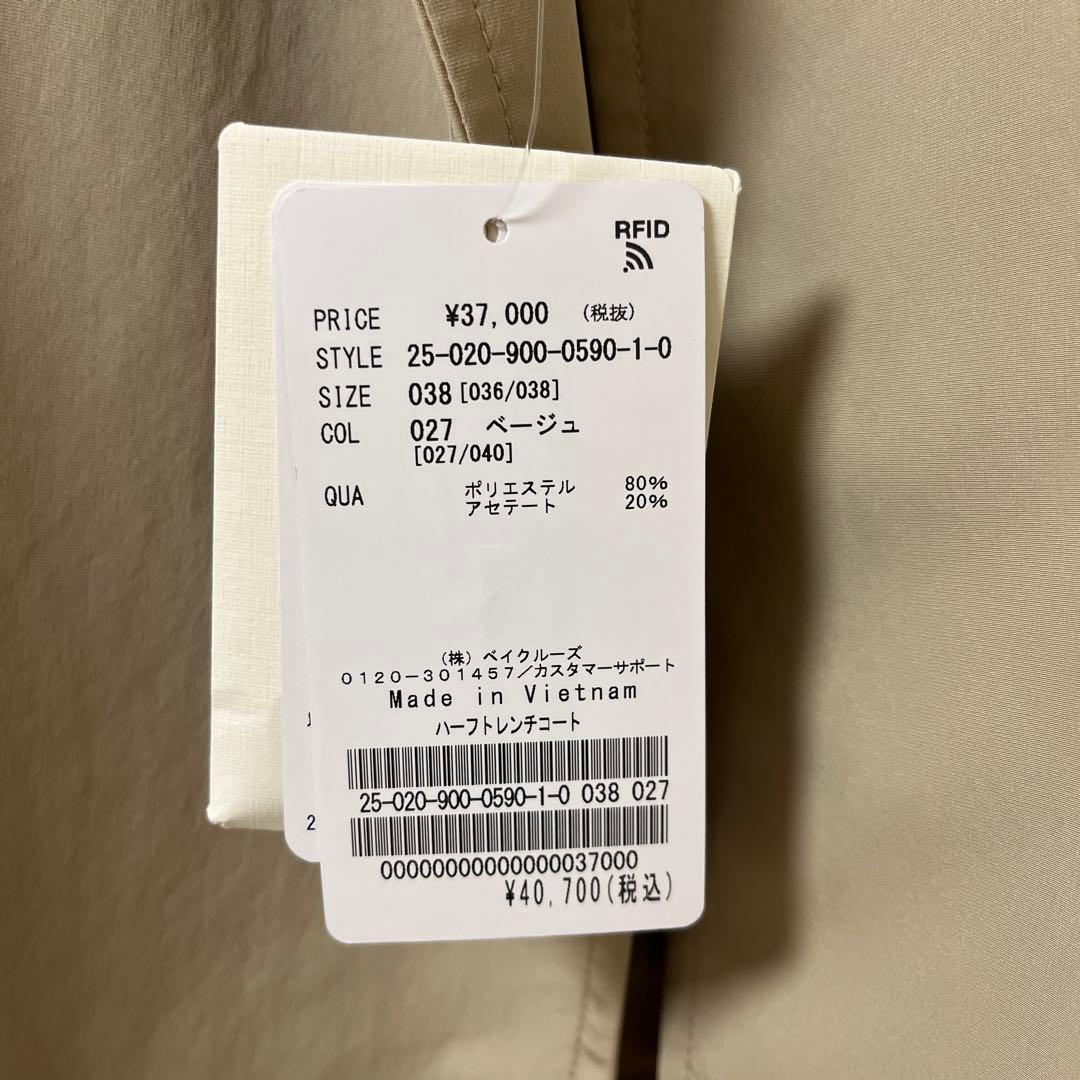 RFID
PRICE ¥37,000 (税抜)
STYLE 25-020-900-0590-1-0
SIZE 038 [036/038]
COL 027 ベージュ
[027/040]
QUA ポリエステル 80%
アセテート 20%
(株) ベイクルーズ
0120-301457/カスタマーサポート
Made in Vietnam
ハーフトレンチコート
25-020-900-0590-1-0 038 027
00000000000000037000
¥40,700(税込)
2